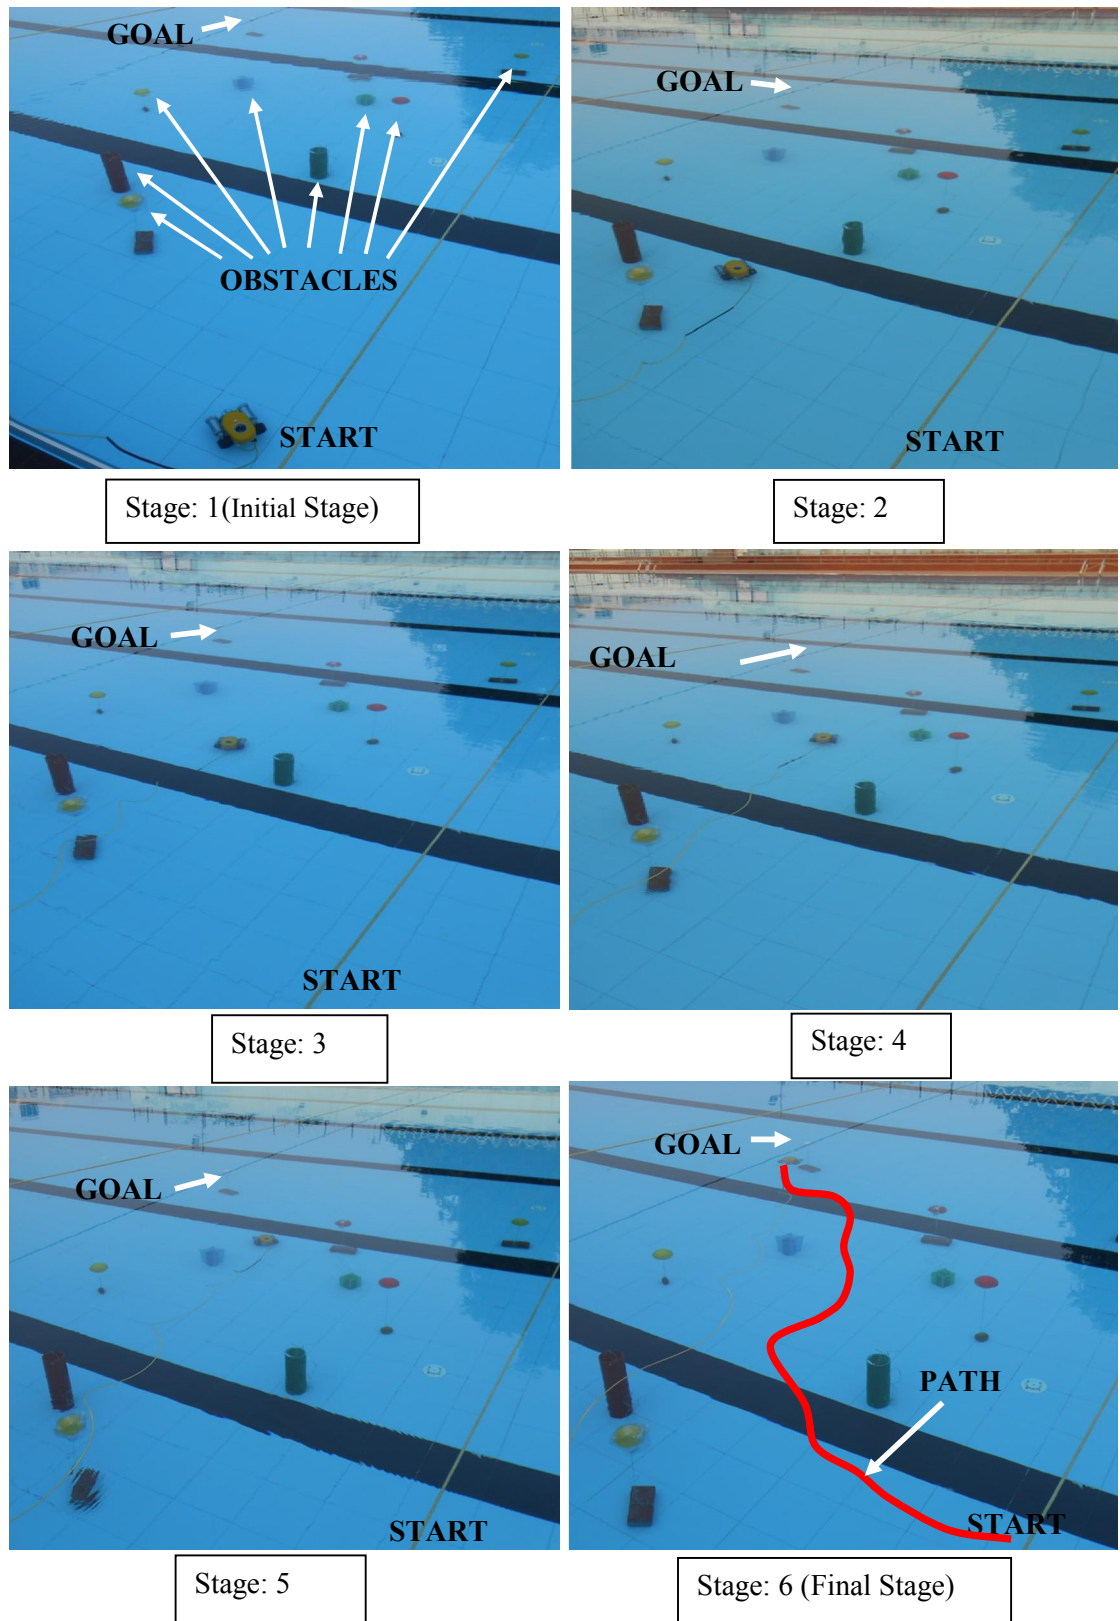 GOAL
OBSTACLES
START
Stage: 1(Initial Stage)
GOAL
START
Stage: 2
GOAL
START
Stage: 3
GOAL
Stage: 4
GOAL
START
Stage: 5
GOAL
PATH
START
Stage: 6 (Final Stage)